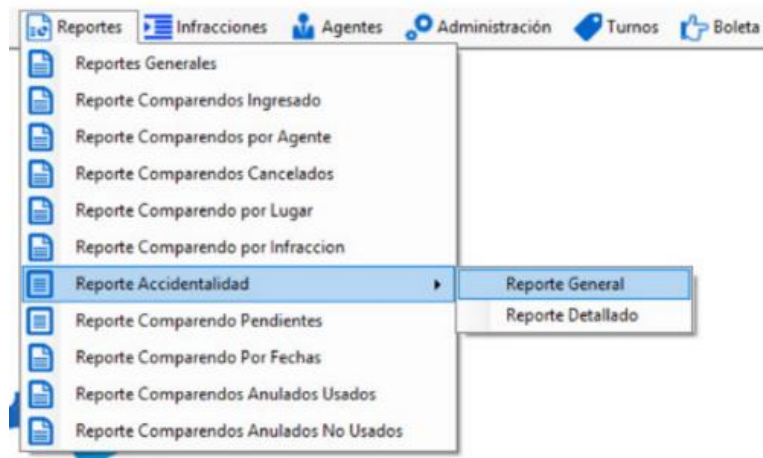 Reportes Infracciones Agentes Administración Turnos Boleta
Reportes Generales
Reporte Comparendos Ingresado
Reporte Comparendos por Agente
Reporte Comparendos Cancelados
Reporte Comparendo por Lugar
Reporte Comparendo por Infraccion
Reporte Accidentalidad
Reporte General
Reporte Detallado
Reporte Comparendo Pendientes
Reporte Comparendo Por Fechas
Reporte Comparendos Anulados Usados
Reporte Comparendos Anulados No Usados